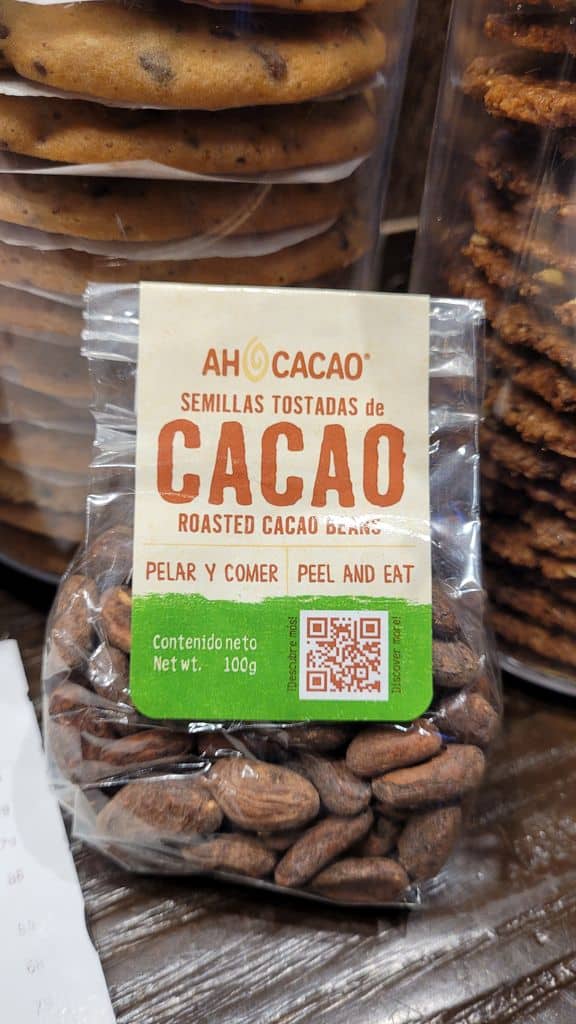 AH CACAO®
SEMILLAS TOSTADAS de
CACAO
ROASTED CACAO BEANS
PELAR Y COMER
PEEL AND EAT
Contenido neto
Net wt. 100g
¡Descubre más!
Discover more!